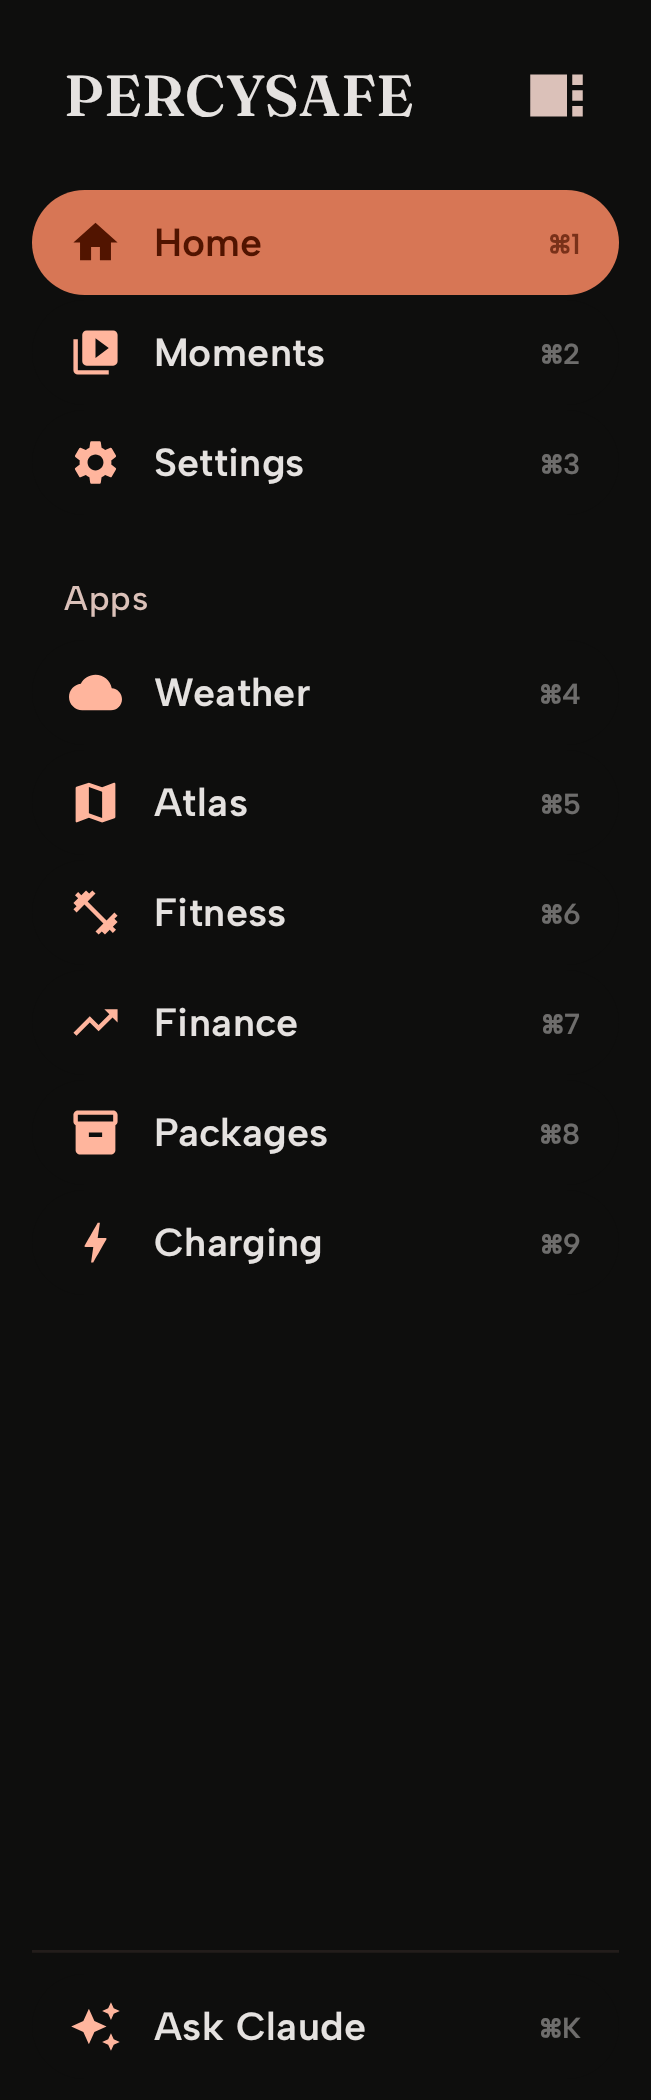 PERCYSAFE
Home ⌘1
Moments ⌘2
Settings ⌘3
Apps
Weather ⌘4
Atlas ⌘5
Fitness ⌘6
Finance ⌘7
Packages ⌘8
Charging ⌘9
Ask Claude ⌘K